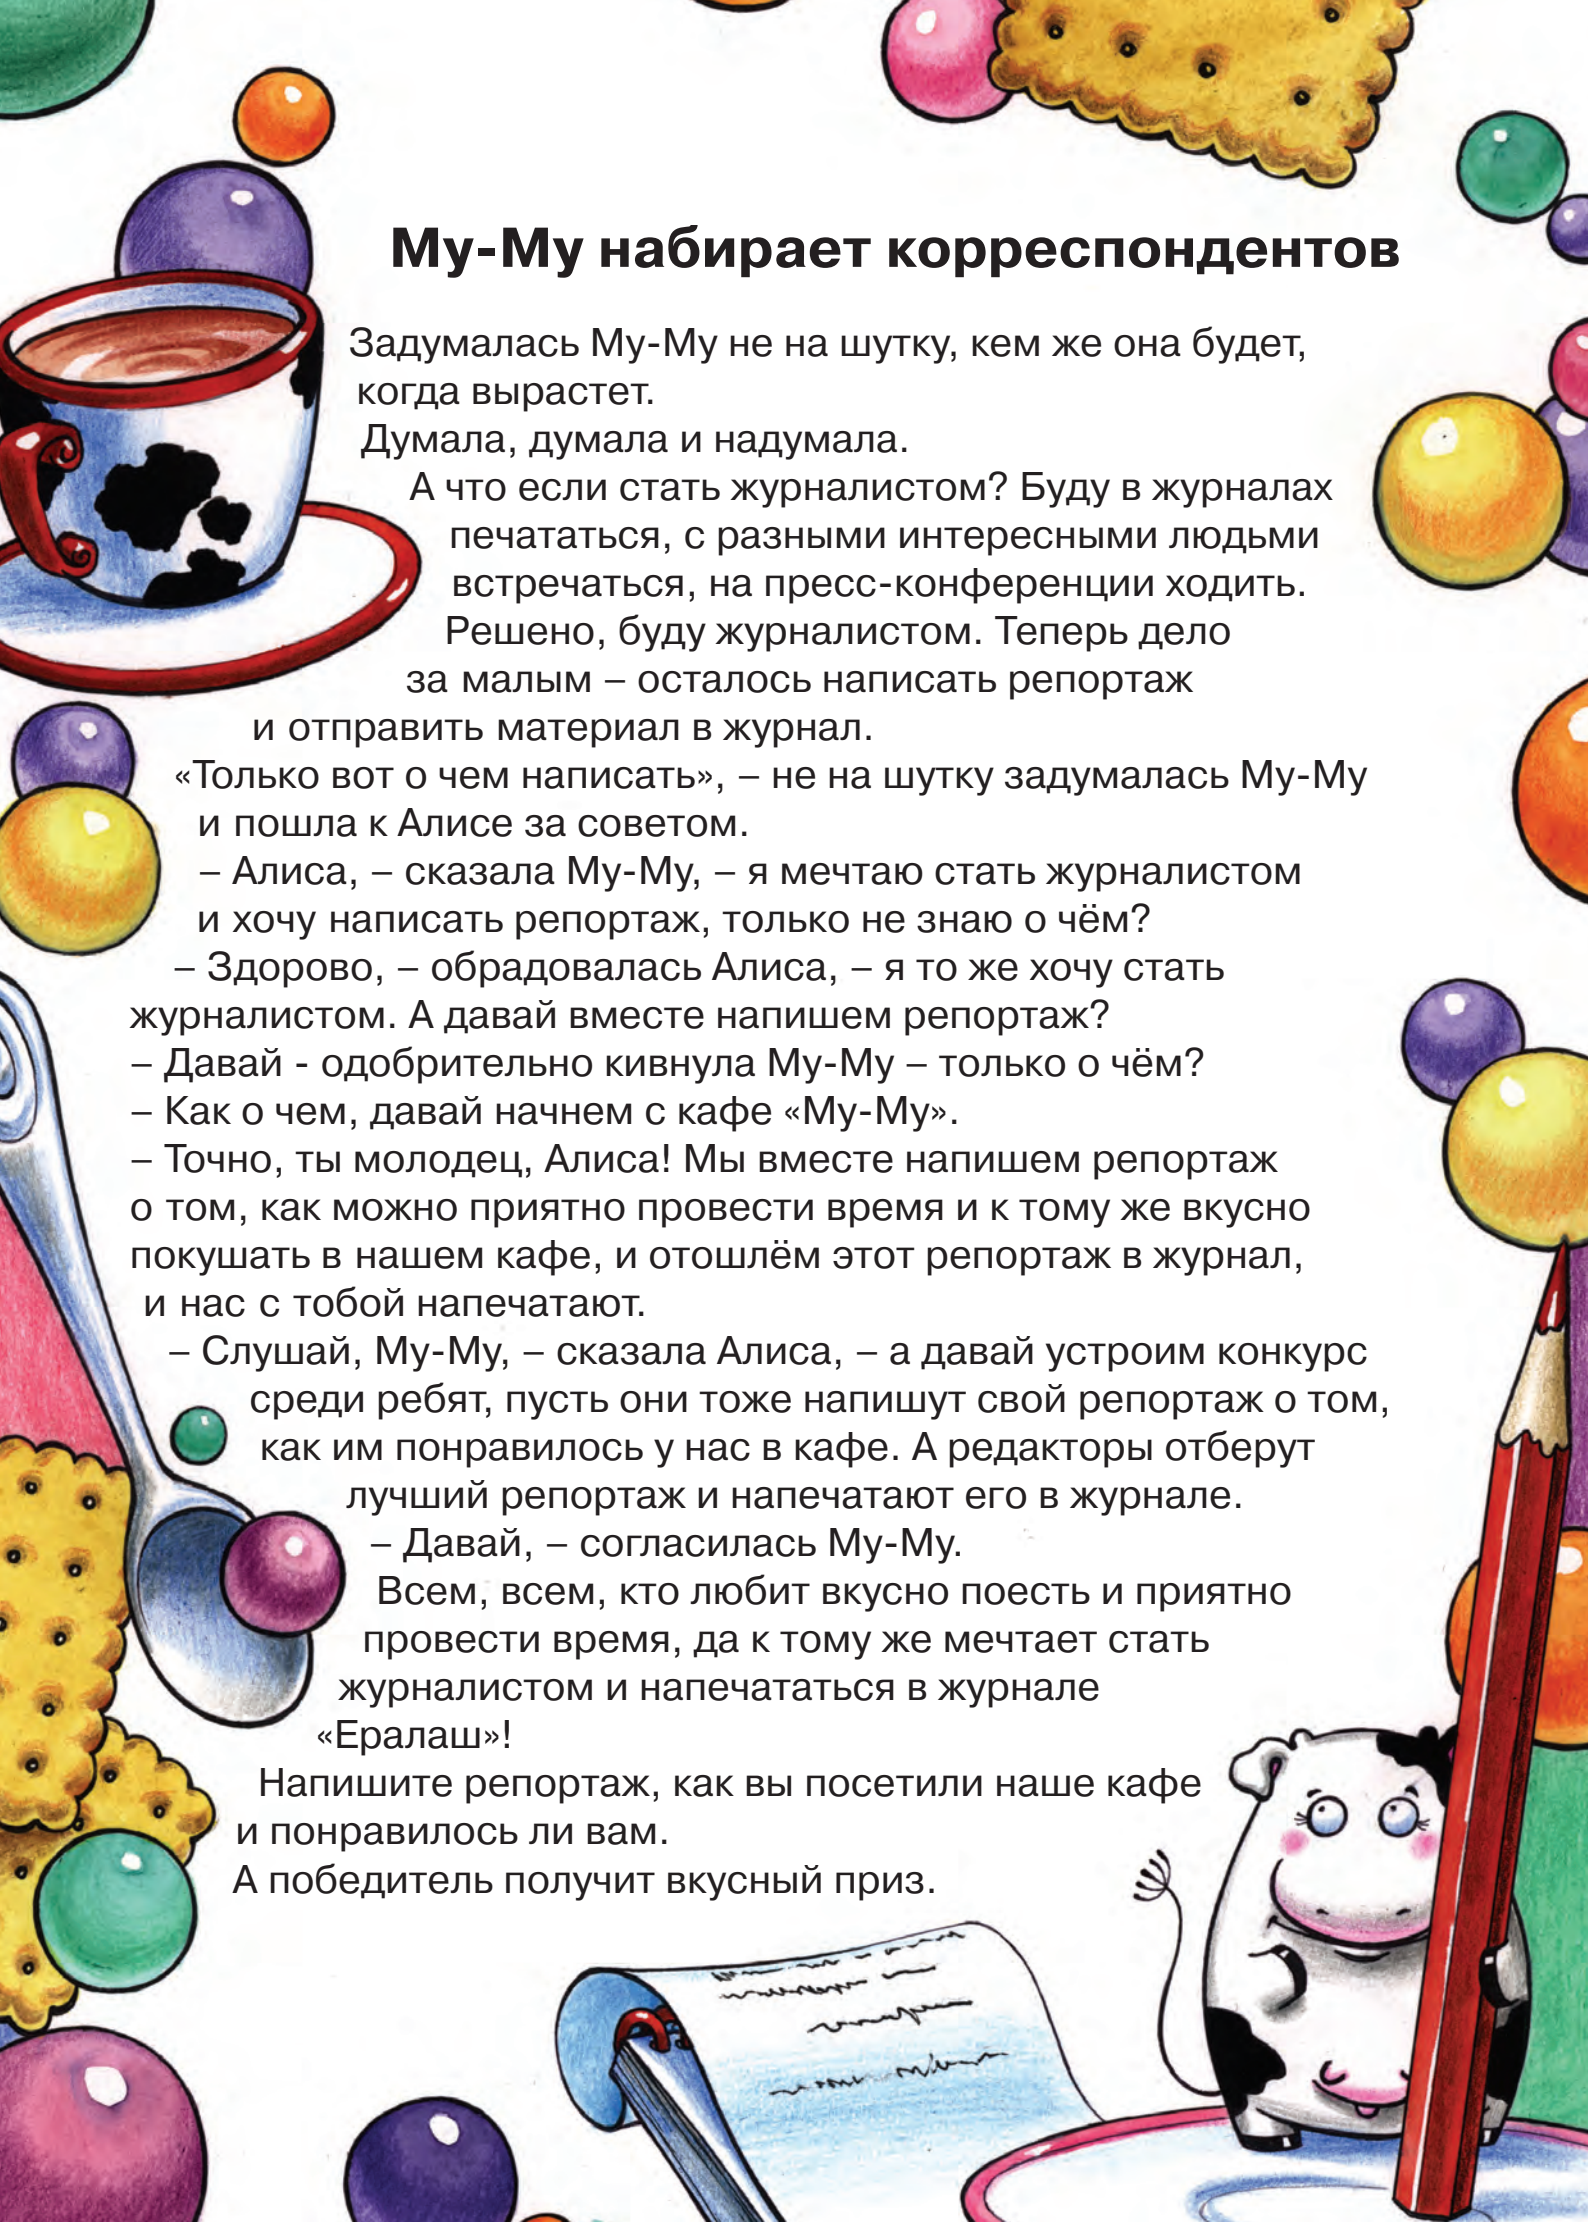 Му-Му набирает корреспондентов
Задумалась Му-Му не на шутку, кем же она будет,
когда вырастет.
Думала, думала и надумала.
А что если стать журналистом? Буду в журналах
печататься, с разными интересными людьми
встречаться, на пресс-конференции ходить.
Решено, буду журналистом. Теперь дело
за малым – осталось написать репортаж
и отправить материал в журнал.
«Только вот о чем написать», – не на шутку задумалась Му-Му
и пошла к Алисе за советом.
– Алиса, – сказала Му-Му, – я мечтаю стать журналистом
и хочу написать репортаж, только не знаю о чём?
– Здорово, – обрадовалась Алиса, – я то же хочу стать
журналистом. А давай вместе напишем репортаж?
– Давай - одобрительно кивнула Му-Му – только о чём?
– Как о чем, давай начнем с кафе «Му-Му».
– Точно, ты молодец, Алиса! Мы вместе напишем репортаж
о том, как можно приятно провести время и к тому же вкусно
покушать в нашем кафе, и отошлём этот репортаж в журнал,
и нас с тобой напечатают.
– Слушай, Му-Му, – сказала Алиса, – а давай устроим конкурс
среди ребят, пусть они тоже напишут свой репортаж о том,
как им понравилось у нас в кафе. А редакторы отберут
лучший репортаж и напечатают его в журнале.
– Давай, – согласилась Му-Му.
Всем, всем, кто любит вкусно поесть и приятно
провести время, да к тому же мечтает стать
журналистом и напечататься в журнале
«Ералаш»!
Напишите репортаж, как вы посетили наше кафе
и понравилось ли вам.
А победитель получит вкусный приз.